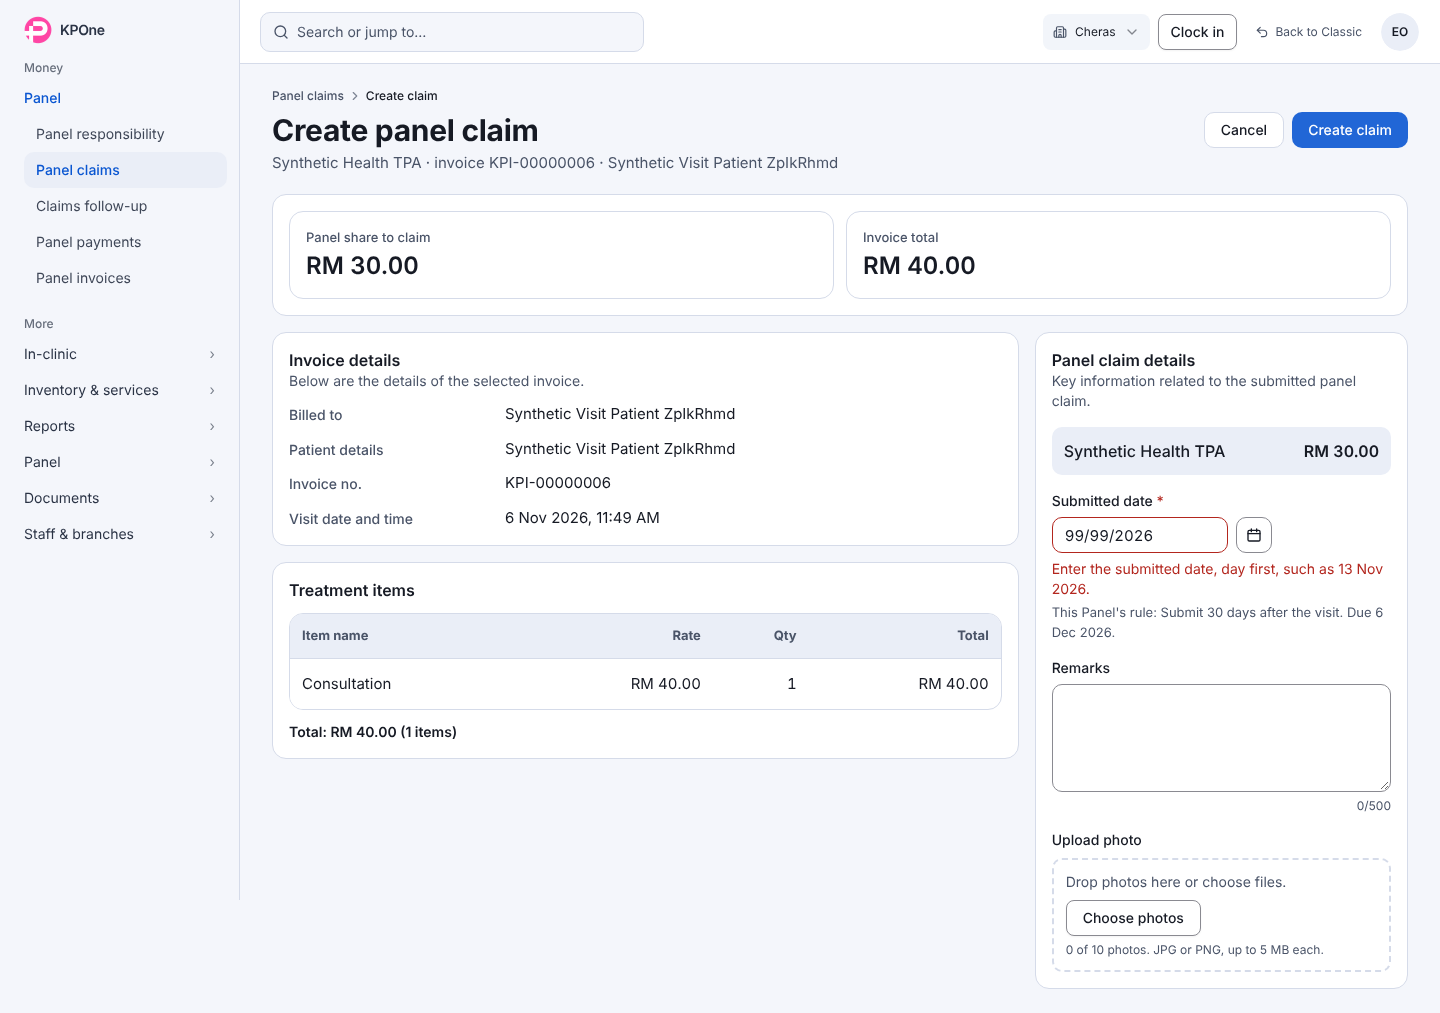 KPOne
Search or jump to...
Cheras
Clock in
Back to Classic
EO
Money
Panel
Panel responsibility
Panel claims
Claims follow-up
Panel payments
Panel invoices
More
In-clinic
Inventory & services
Reports
Panel
Documents
Staff & branches
Panel claims
Create claim
Create panel claim
Synthetic Health TPA · invoice KPI-00000006 · Synthetic Visit Patient ZplkRhmd
Cancel
Create claim
Panel share to claim
RM 30.00
Invoice total
RM 40.00
Invoice details
Below are the details of the selected invoice.
Billed to
Synthetic Visit Patient ZplkRhmd
Patient details
Synthetic Visit Patient ZplkRhmd
Invoice no.
KPI-00000006
Visit date and time
6 Nov 2026, 11:49 AM
Treatment items
Item name Rate Qty Total
Consultation RM 40.00 1 RM 40.00
Total: RM 40.00 (1 items)
Panel claim details
Key information related to the submitted panel
claim.
Synthetic Health TPA RM 30.00
Submitted date *
99/99/2026
Enter the submitted date, day first, such as 13 Nov
2026.
This Panel's rule: Submit 30 days after the visit. Due 6
Dec 2026.
Remarks
0/500
Upload photo
Drop photos here or choose files.
Choose photos
0 of 10 photos. JPG or PNG, up to 5 MB each.